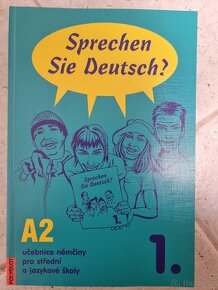 Sprechen
Sie Deutsch?
Sprechen
Sie Deutsch?
A2
učebnice němčiny
pro střední
a jazykové školy
1.
POLYGLOT